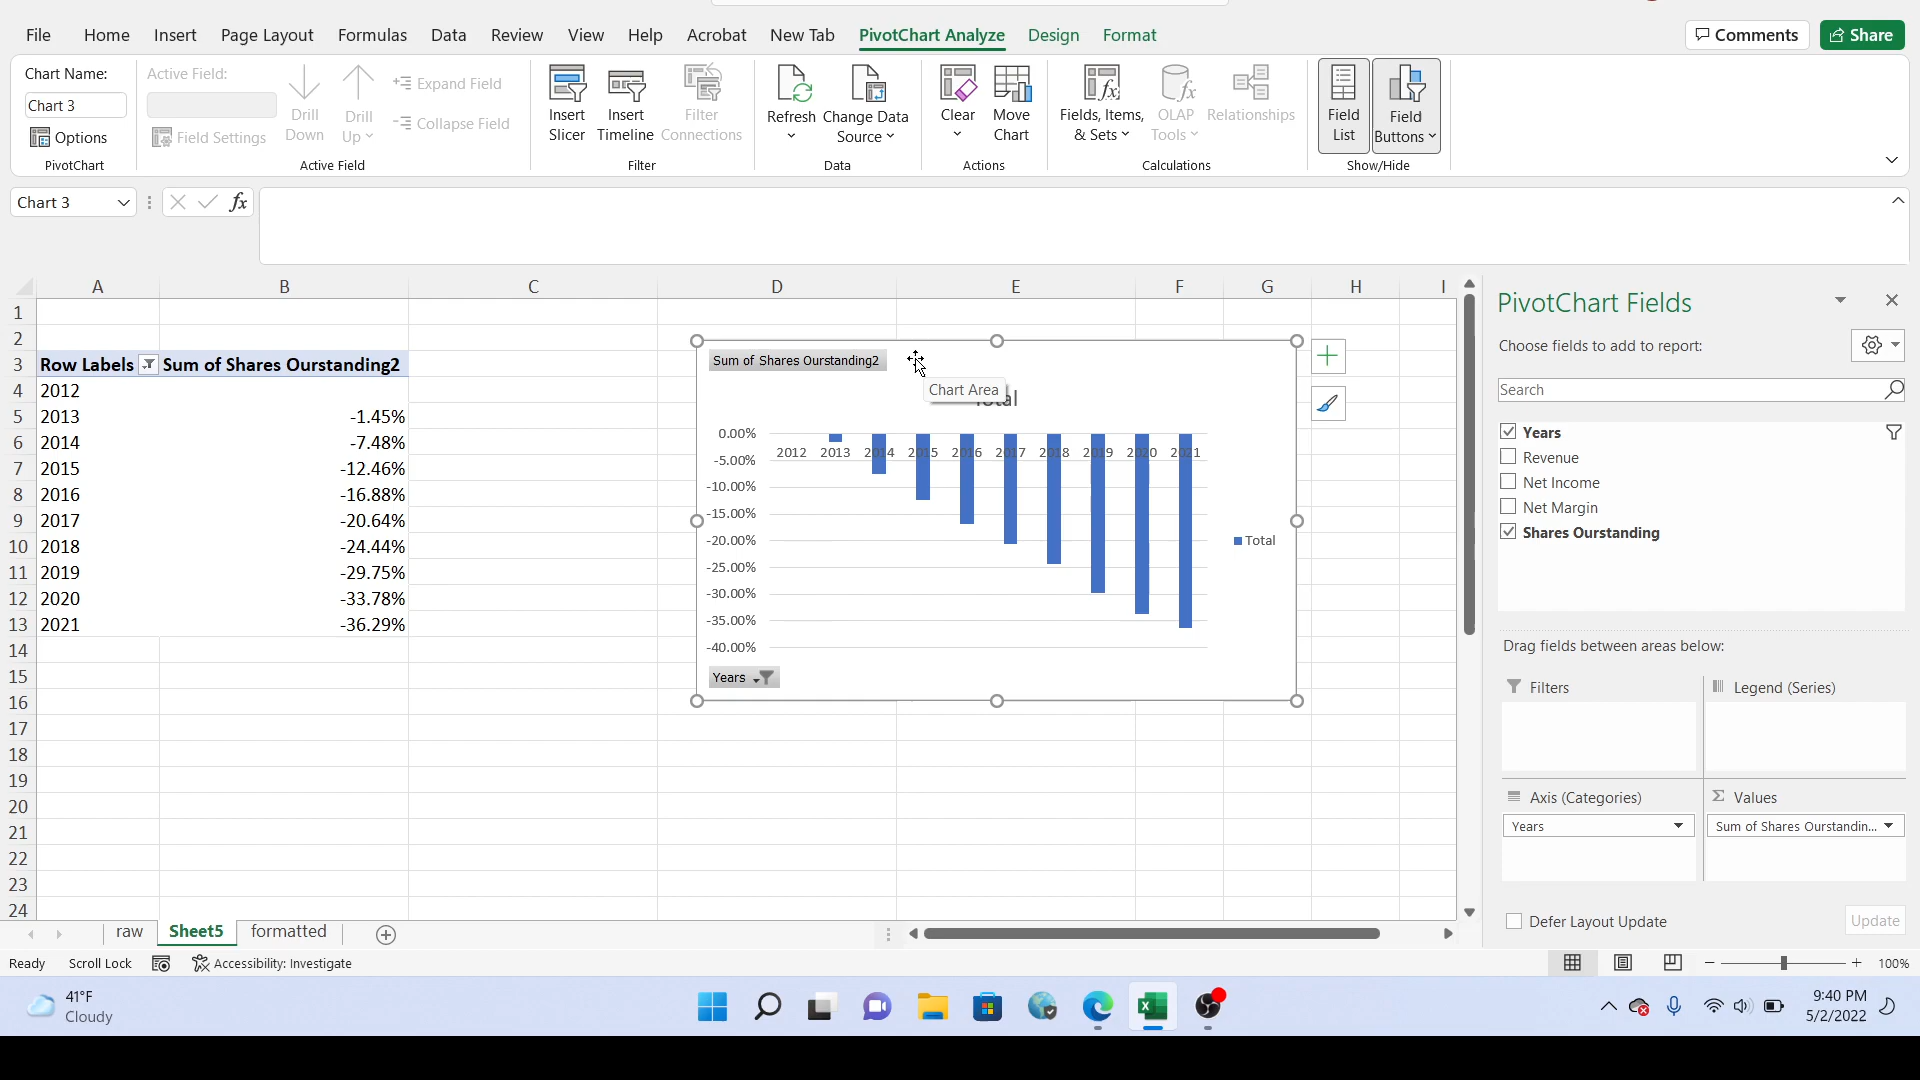 File Home Insert Page Layout Formulas Data Review View Help Acrobat New Tab PivotChart Analyze Design Format Comments Share
Chart Name:
Chart 3
Options
PivotChart
Active Field:
Field Settings
Drill Down
Drill Up
Expand Field
Collapse Field
Active Field
Insert Slicer
Insert Timeline
Filter Connections
Filter
Refresh
Change Data Source
Data
Clear
Move Chart
Actions
Fields, Items, & Sets
OLAP Tools
Relationships
Calculations
Field List
Field Buttons
Show/Hide
Chart 3
fx
A B C D E F G H I
1
2
3 Row Labels Sum of Shares Ourstanding2
4 2012
5 2013 -1.45%
6 2014 -7.48%
7 2015 -12.46%
8 2016 -16.88%
9 2017 -20.64%
10 2018 -24.44%
11 2019 -29.75%
12 2020 -33.78%
13 2021 -36.29%
14
15
16
17
18
19
20
21
22
23
24
Sum of Shares Ourstanding2
Chart Area
Total
0.00%
2012 2013 2014 2015 2016 2017 2018 2019 2020 2021
-5.00%
-10.00%
-15.00%
-20.00%
-25.00%
-30.00%
-35.00%
-40.00%
Total
Years
PivotChart Fields
Choose fields to add to report:
Search
Years
Revenue
Net Income
Net Margin
Shares Ourstanding
Drag fields between areas below:
Filters
Legend (Series)
Axis (Categories)
Σ Values
Years
Sum of Shares Ourstandin...
Defer Layout Update
Update
raw Sheet5 formatted
Ready Scroll Lock Accessibility: Investigate 100%
41°F
Cloudy
9:40 PM
5/2/2022